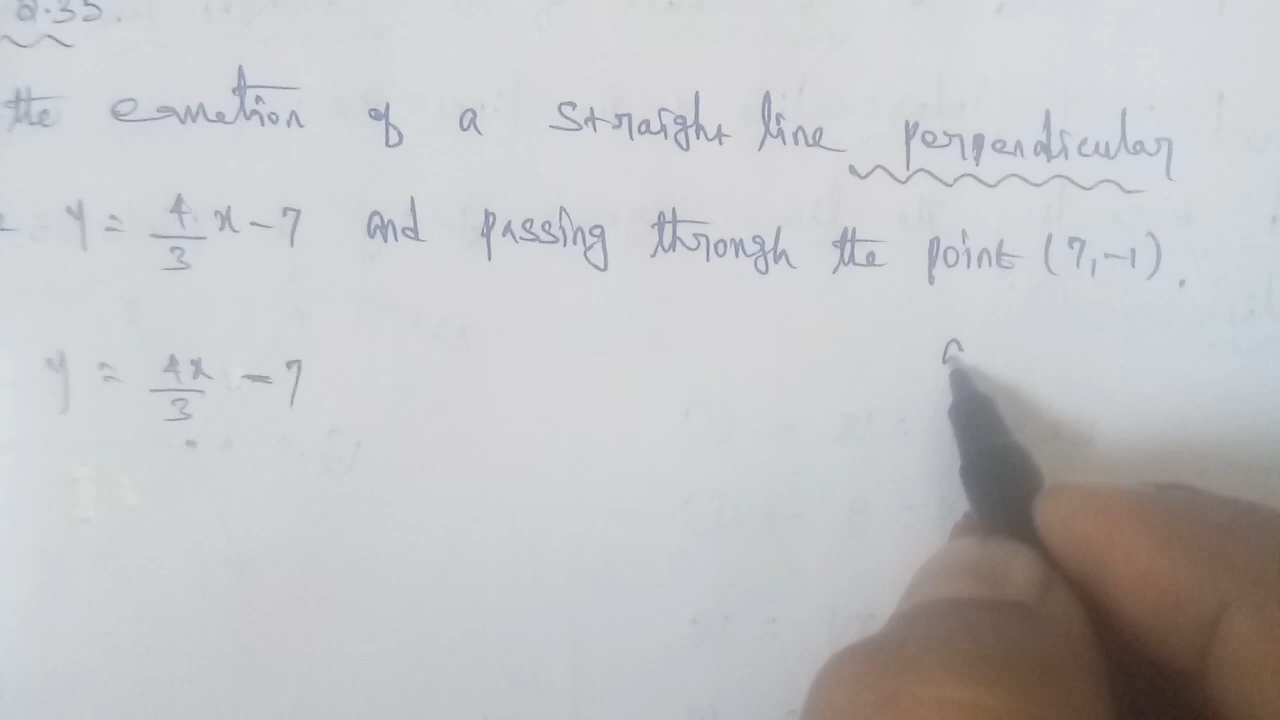 the equation of a straight line perpendicular
y = 4/3 x - 7 and passing through the point (7,-1).
y = 4x/3 - 7